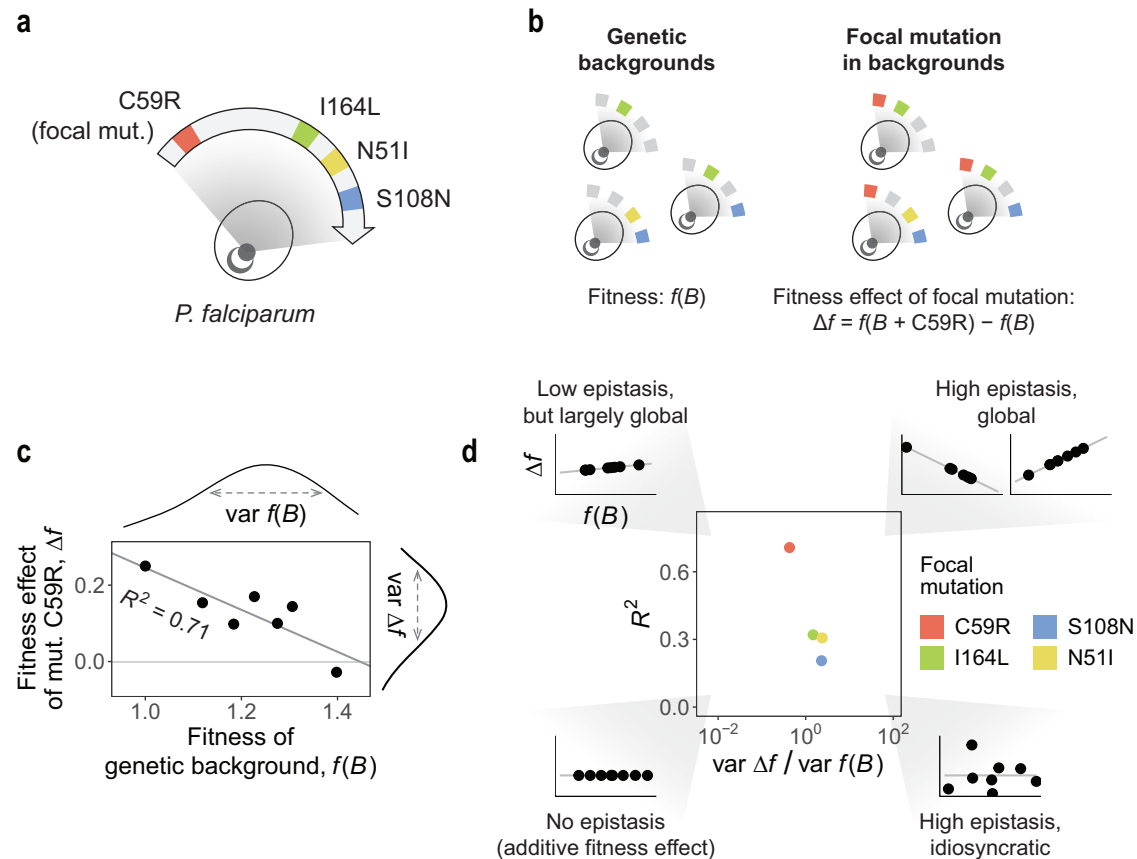 a
C59R
(focal mut.)
I164L
N51I
S108N
P. falciparum
b
Genetic
backgrounds
Focal mutation
in backgrounds
Fitness: f(B)
Fitness effect of focal mutation:
Δf = f(B + C59R) − f(B)
c
var f(B)
Fitness effect
of mut. C59R, Δf
0.2
0.0
R² = 0.71
var Δf
1.0
1.2
1.4
Fitness of
genetic background, f(B)
d
Low epistasis,
but largely global
Δf
f(B)
High epistasis,
global
R²
0.6
0.3
0.0
10⁻²
10⁰
10²
var Δf / var f(B)
Focal
mutation
C59R
S108N
I164L
N51I
No epistasis
(additive fitness effect)
High epistasis,
idiosyncratic